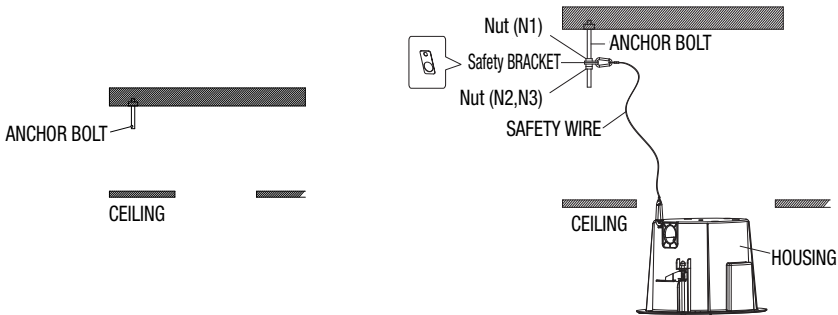 ANCHOR BOLT
CEILING
Nut (N1)
ANCHOR BOLT
Safety BRACKET
Nut (N2,N3)
SAFETY WIRE
CEILING
HOUSING